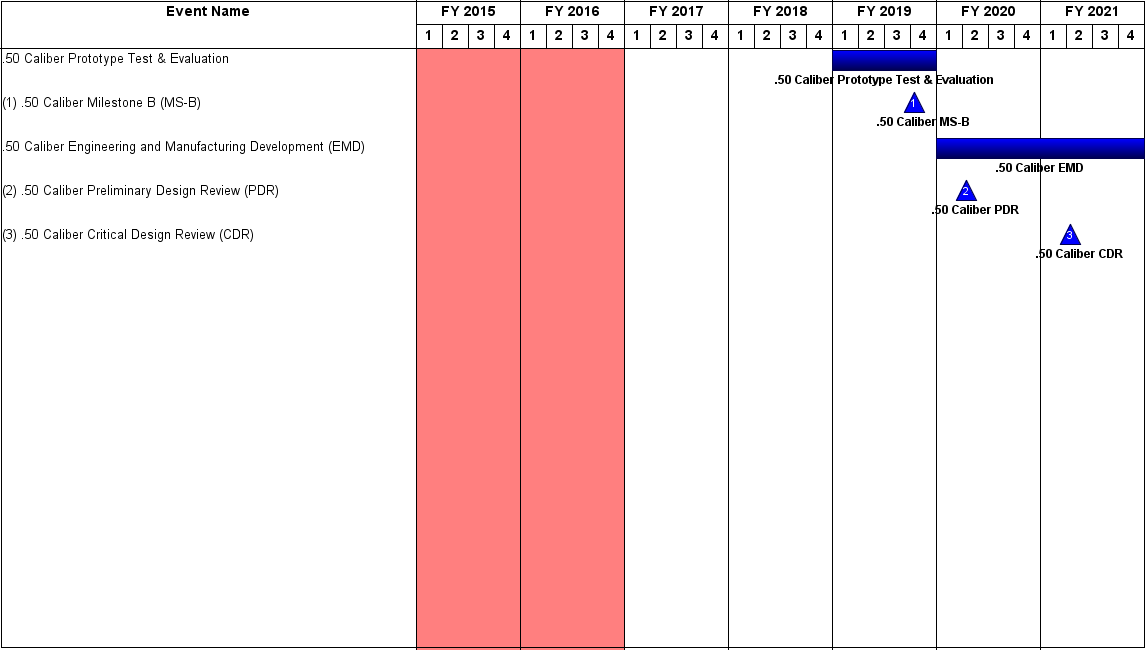 Event Name FY 2015 FY 2016 FY 2017 FY 2018 FY 2019 FY 2020 FY 2021
1 2 3 4 1 2 3 4 1 2 3 4 1 2 3 4 1 2 3 4 1 2 3 4 1 2 3 4
.50 Caliber Prototype Test & Evaluation
.50 Caliber Prototype Test & Evaluation
(1) .50 Caliber Milestone B (MS-B) 1
.50 Caliber MS-B
.50 Caliber Engineering and Manufacturing Development (EMD)
.50 Caliber EMD
(2) .50 Caliber Preliminary Design Review (PDR) 2
.50 Caliber PDR
(3) .50 Caliber Critical Design Review (CDR) 3
.50 Caliber CDR